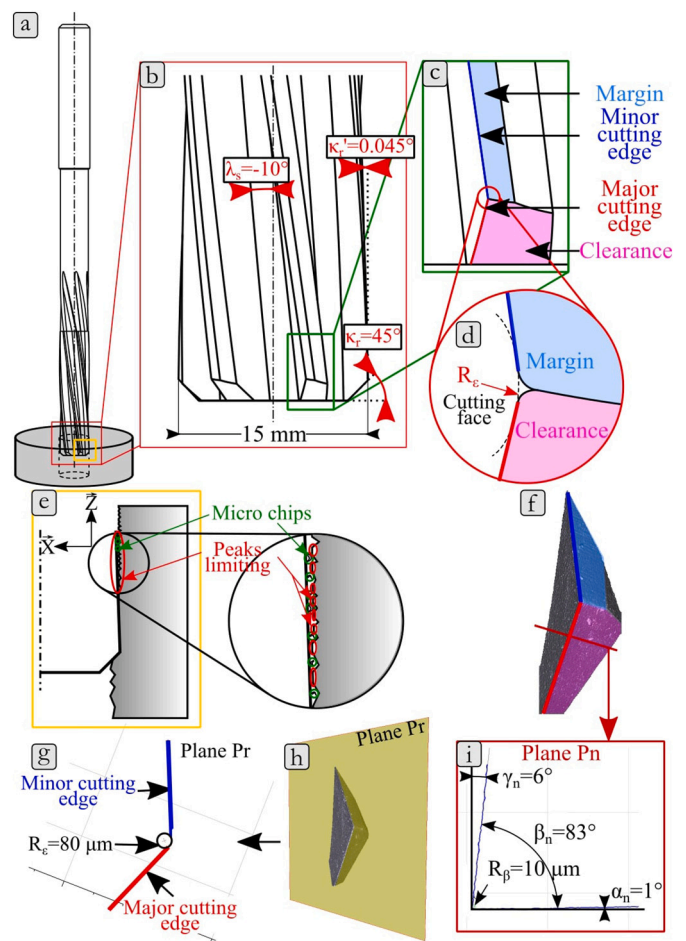 a
b
λs=-10°
κr'=0.045°
κr=45°
15 mm
c
Margin
Minor
cutting
edge
Major
cutting
edge
Clearance
d
Margin
Rε
Cutting
face
Clearance
e
Z
X
Micro chips
Peaks
limiting
f
g
Plane Pr
Minor cutting
edge
Rε=80 μm
Major cutting
edge
h
Plane Pr
i
Plane Pn
γn=6°
βn=83°
Rβ=10 μm
αn=1°